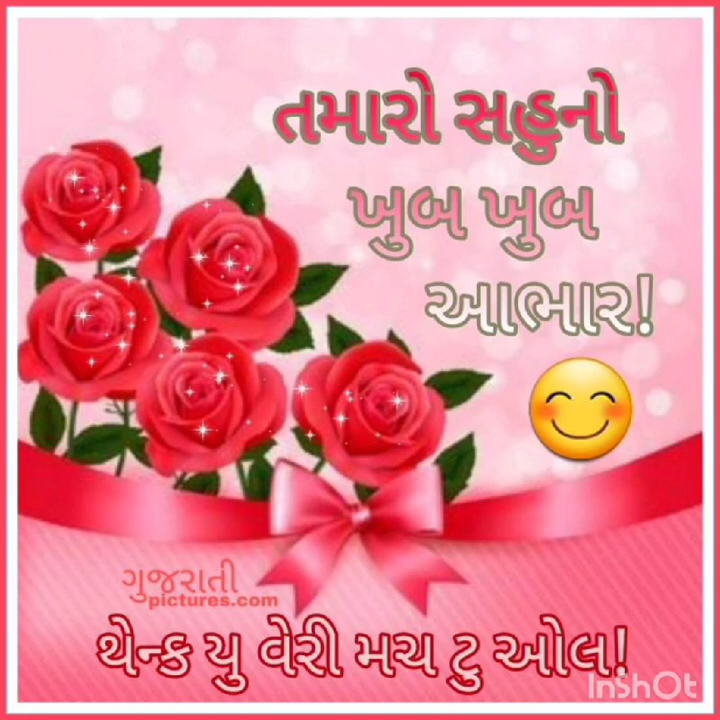 તમારો સહુનો
ખુબ ખુબ
આભાર!
ગુજરાતી
pictures.com
થેન્ક યુ વેરી મચ ટુ ઓલ!
InShOt